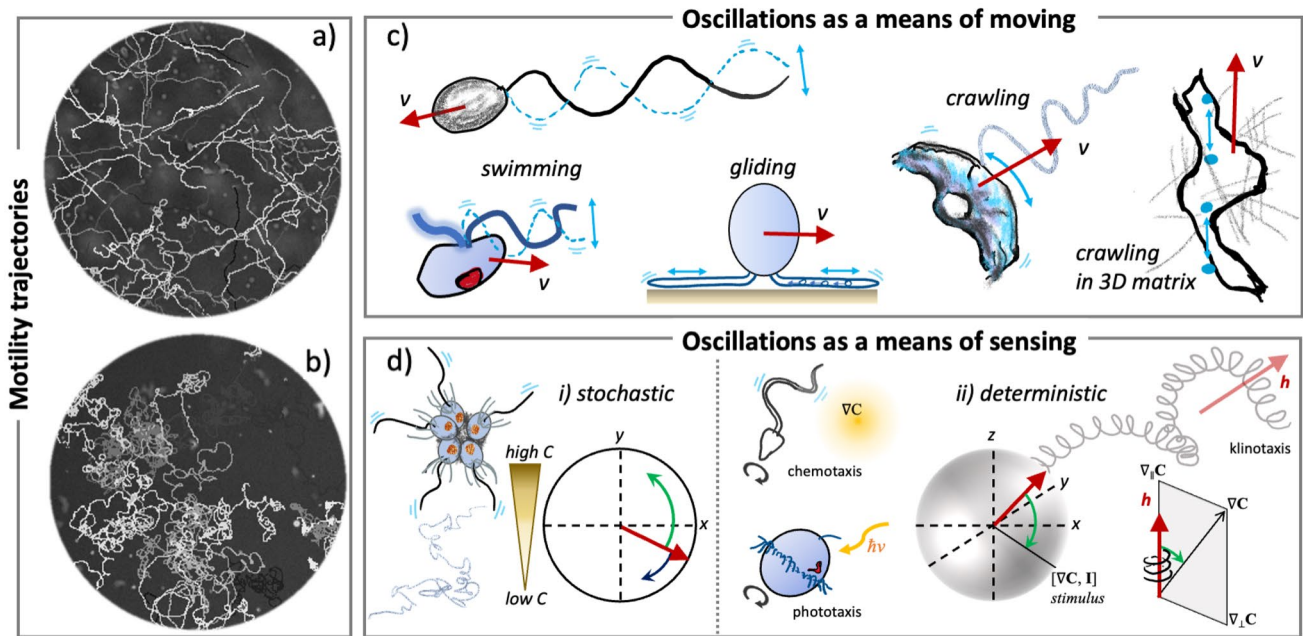 Motility trajectories
a)
b)
Oscillations as a means of moving
c)
v
swimming
v
gliding
v
crawling
v
v
crawling
in 3D matrix
Oscillations as a means of sensing
d)
i) stochastic
high C
low C
y
x
∇C
chemotaxis
ħν
phototaxis
ii) deterministic
z
y
x
[∇C, I]
stimulus
h
klinotaxis
∇∥C
h
∇C
∇⊥C